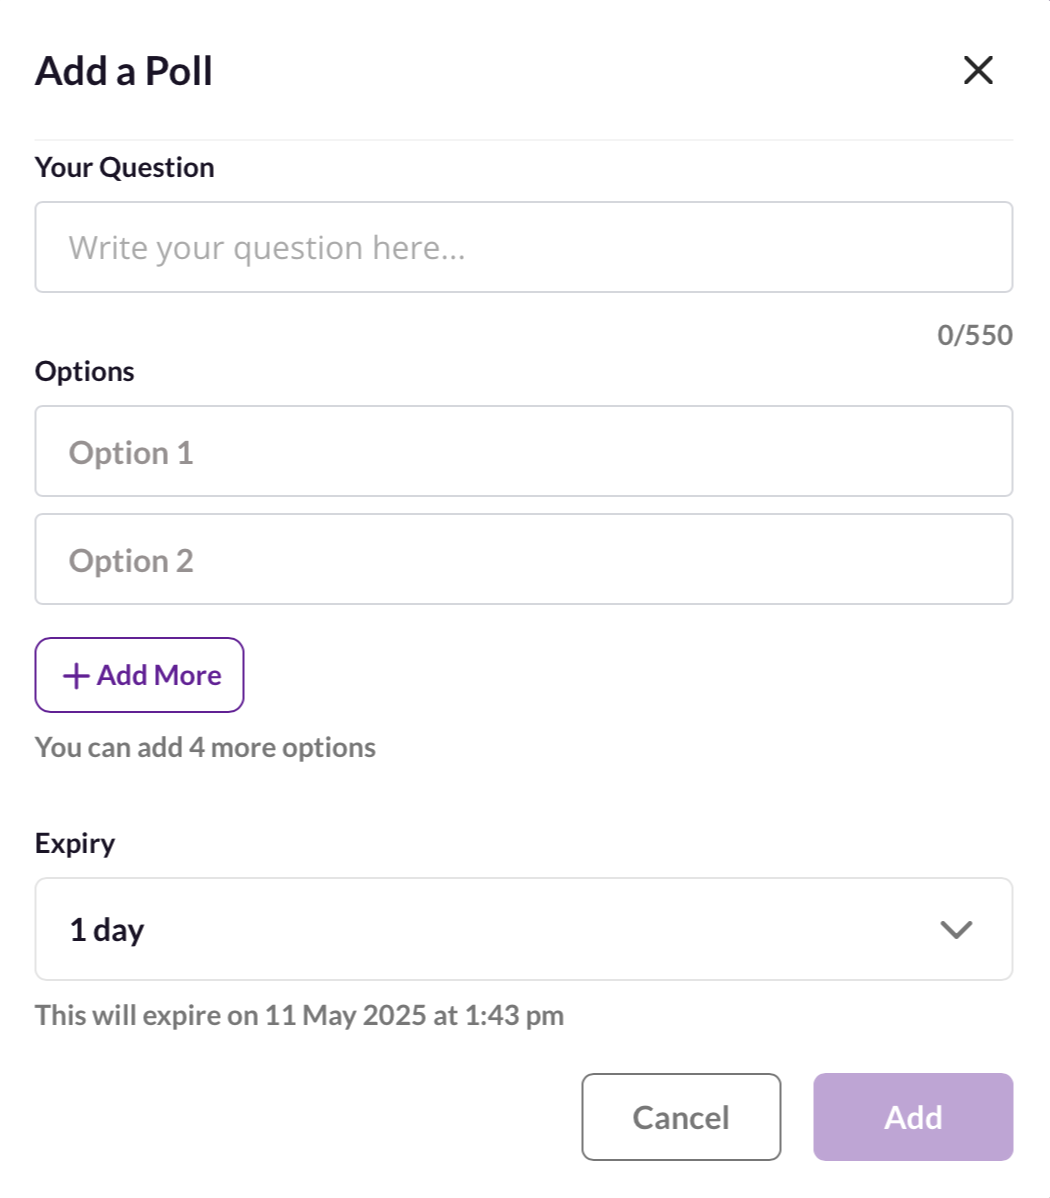 Add a Poll
Your Question
Write your question here...
0/550
Options
Option 1
Option 2
Add More
You can add 4 more options
Expiry
1 day
This will expire on 11 May 2025 at 1:43 pm
Cancel
Add